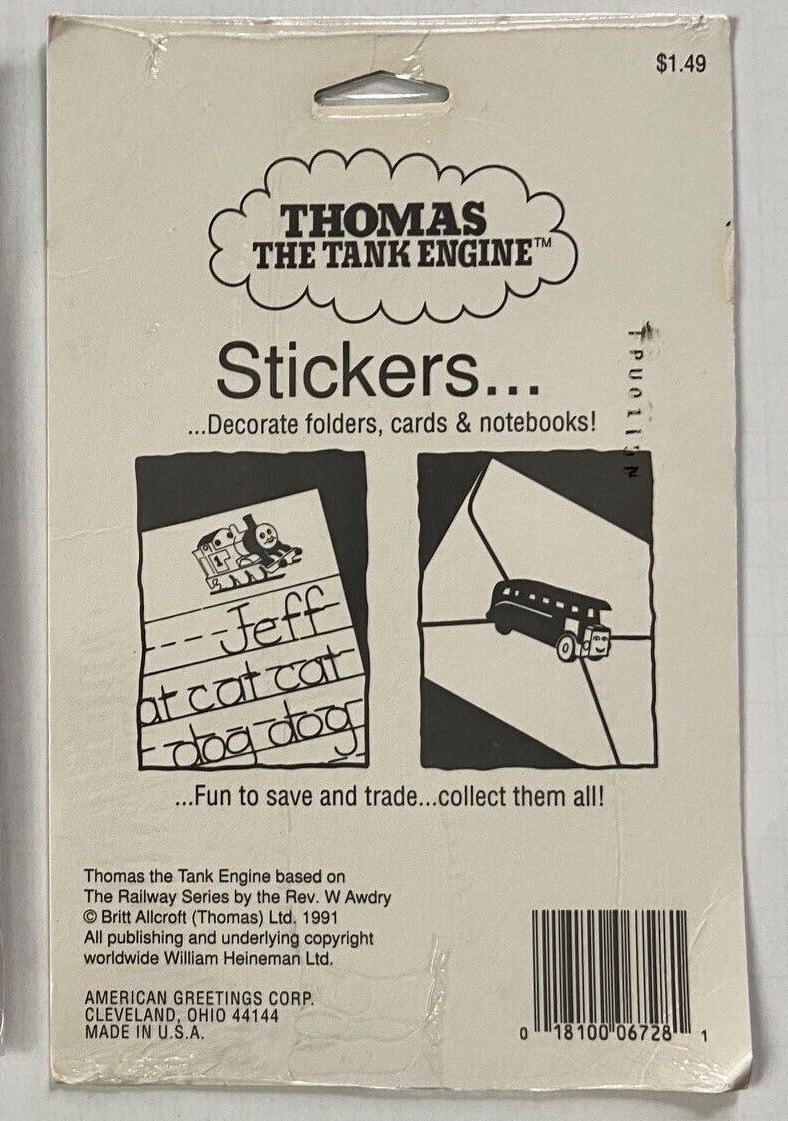 $1.49
THOMAS
THE TANK ENGINE™
Stickers...
...Decorate folders, cards & notebooks!
1
Jeff
at cat cat
dog dog
...Fun to save and trade...collect them all!
Thomas the Tank Engine based on
The Railway Series by the Rev. W Awdry
© Britt Allcroft (Thomas) Ltd. 1991
All publishing and underlying copyright
worldwide William Heineman Ltd.
AMERICAN GREETINGS CORP.
CLEVELAND, OHIO 44144
MADE IN U.S.A.
0 18100 06728 1